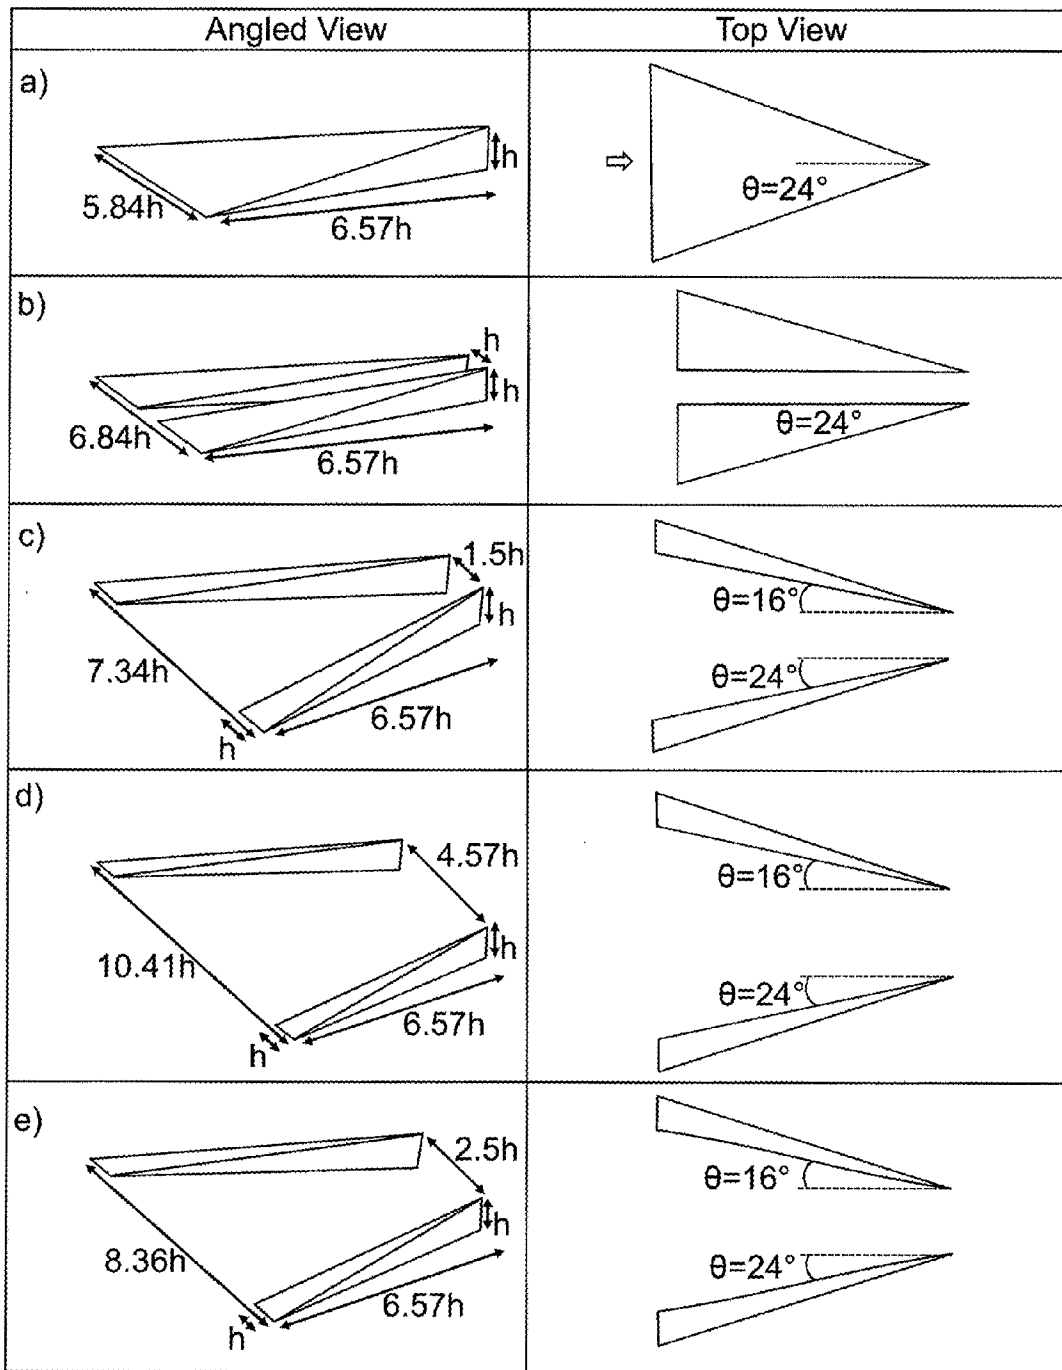 Angled View
Top View
a)
5.84h
6.57h
h
⇨
θ=24°
b)
h
h
6.84h
6.57h
θ=24°
c)
1.5h
h
7.34h
6.57h
h
θ=16°
θ=24°
d)
4.57h
h
10.41h
6.57h
h
θ=16°
θ=24°
e)
2.5h
h
8.36h
6.57h
h
θ=16°
θ=24°